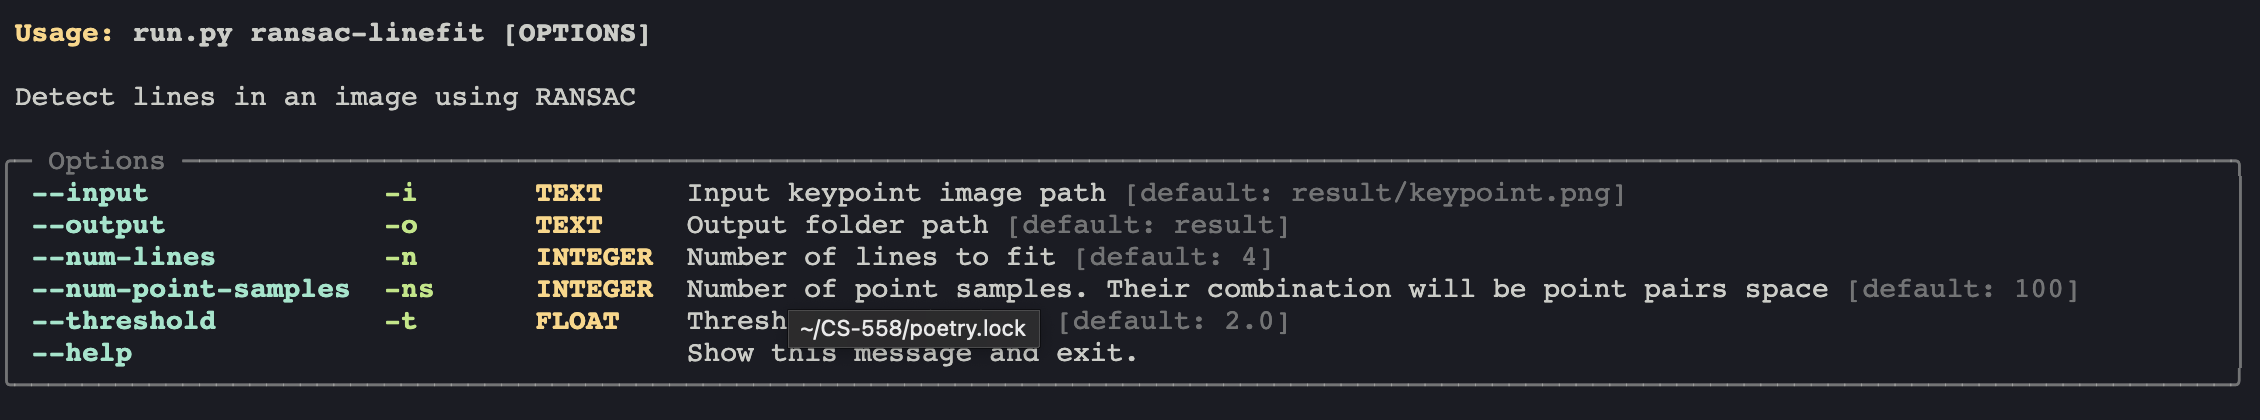 Usage: run.py ransac-linefit [OPTIONS]
Detect lines in an image using RANSAC
Options
--input -i TEXT Input keypoint image path [default: result/keypoint.png]
--output -o TEXT Output folder path [default: result]
--num-lines -n INTEGER Number of lines to fit [default: 4]
--num-point-samples -ns INTEGER Number of point samples. Their combination will be point pairs space [default: 100]
--threshold -t FLOAT Thresh [default: 2.0]
~/CS-558/poetry.lock
--help Show this message and exit.